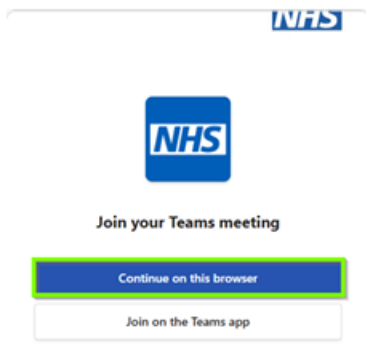 NHS
NHS
Join your Teams meeting
Continue on this browser
Join on the Teams app